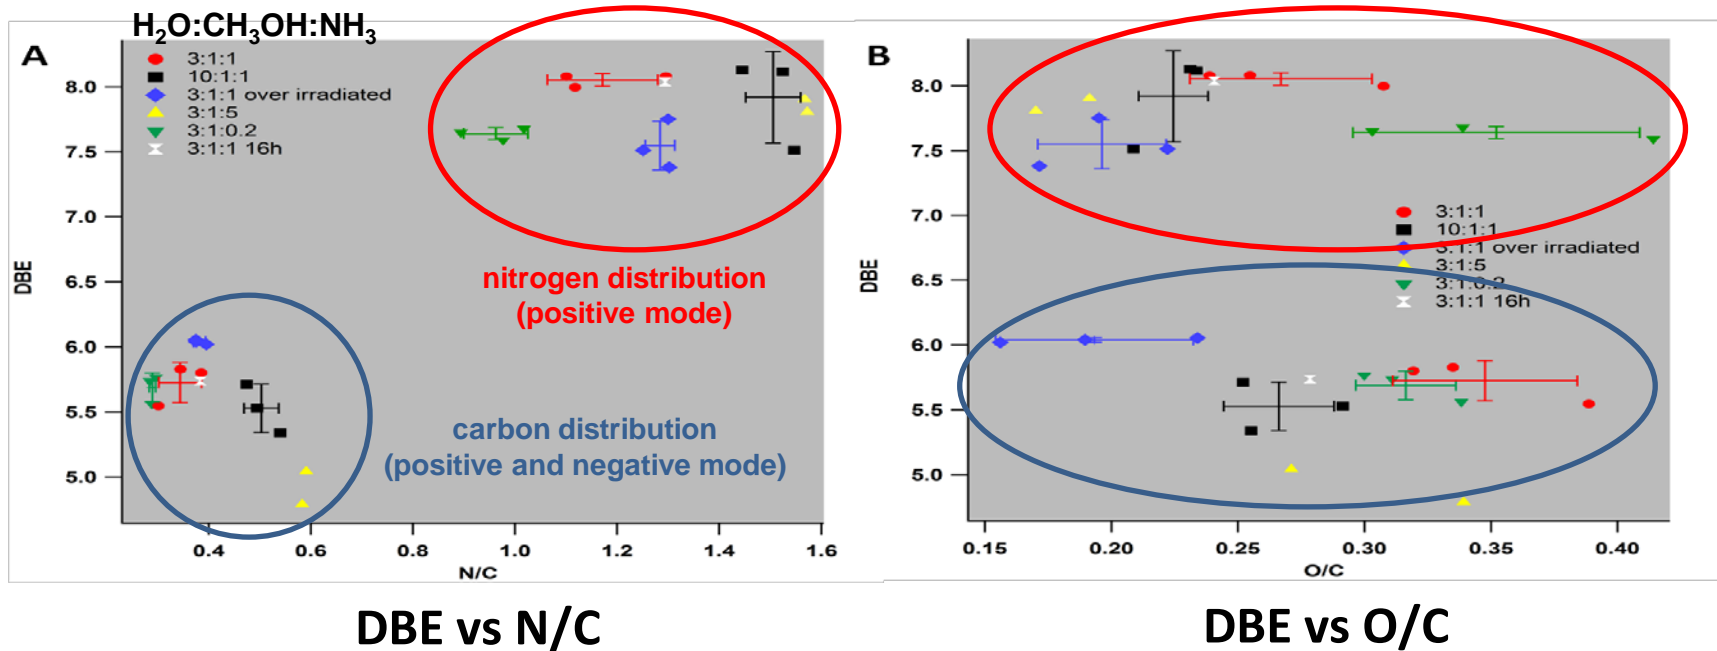 H₂O:CH₃OH:NH₃
A
3:1:1
10:1:1
3:1:1 over irradiated
3:1:5
3:1:0.2
3:1:1 16h
8.0
7.5
7.0
6.5
6.0
5.5
5.0
DBE
nitrogen distribution
(positive mode)
carbon distribution
(positive and negative mode)
0.4 0.6 0.8 1.0 1.2 1.4 1.6
N/C
DBE vs N/C
B
8.0
7.5
7.0
6.5
6.0
5.5
5.0
DBE
3:1:1
10:1:1
3:1:1 over irradiated
3:1:5
3:1:0.2
3:1:1 16h
0.15 0.20 0.25 0.30 0.35 0.40
O/C
DBE vs O/C